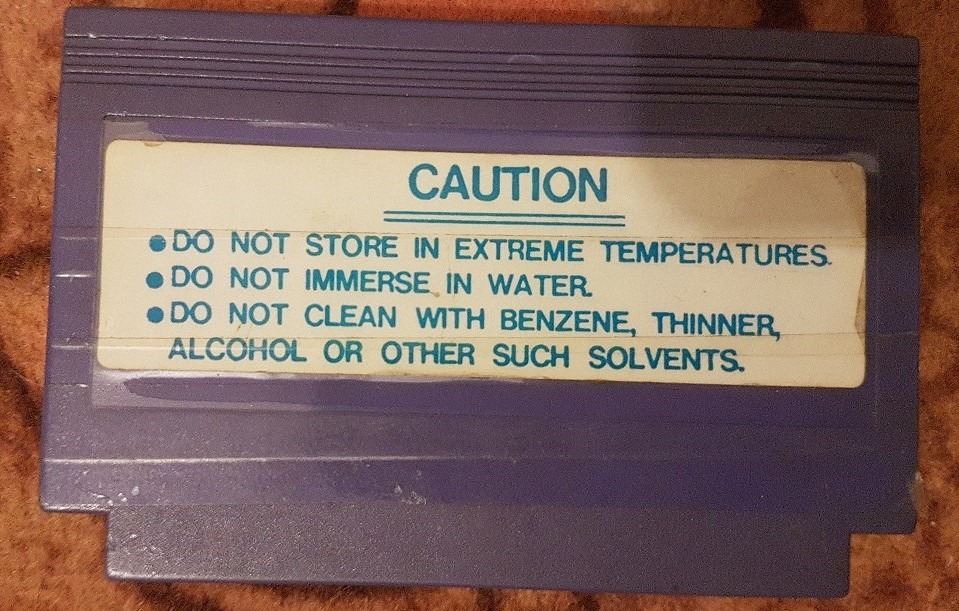 CAUTION
● DO NOT STORE IN EXTREME TEMPERATURES.
● DO NOT IMMERSE IN WATER.
● DO NOT CLEAN WITH BENZENE, THINNER,
ALCOHOL OR OTHER SUCH SOLVENTS.